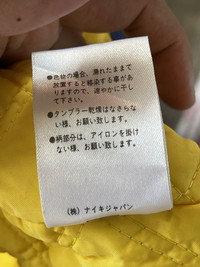 ●色物の場合、濡れたままで
放置すると移染する事があ
りますので、速やかに干し
て下さい。
●タンブラー乾燥はなさらな
い様、お願い致します。
●柄部分は、アイロンを掛け
ない様、お願い致します。
(株) ナイキジャパン